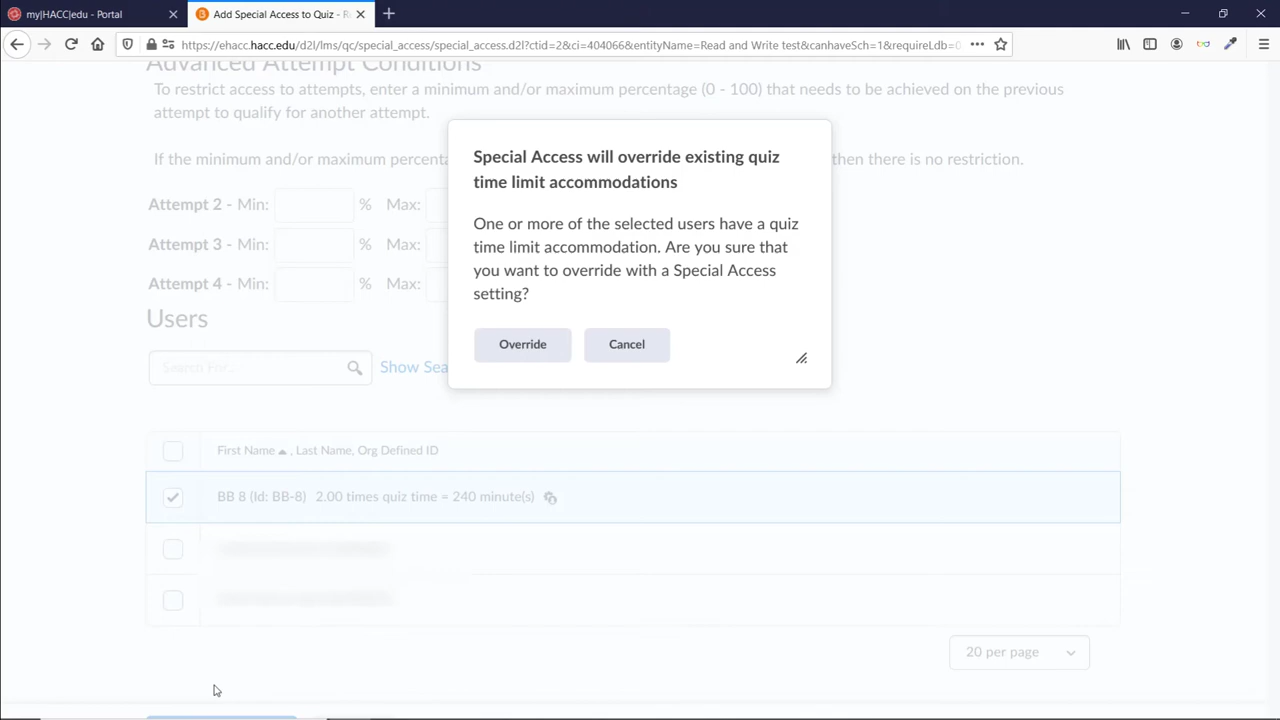 my|HACC|edu - Portal
Add Special Access to Quiz - R
https://ehacc.hacc.edu/d2l/lms/qc/special_access/special_access.d2l?ctid=2&ci=404066&entityName=Read and Write test&canhaveSch=1&requireLdb=0
Advanced Attempt Conditions
To restrict access to attempts, enter a minimum and/or maximum percentage (0 - 100) that needs to be achieved on the previous
attempt to qualify for another attempt.
If the minimum and/or maximum percenta then there is no restriction.
Special Access will override existing quiz
time limit accommodations
One or more of the selected users have a quiz
time limit accommodation. Are you sure that
you want to override with a Special Access
setting?
Override Cancel
Attempt 2 - Min: % Max:
Attempt 3 - Min: % Max:
Attempt 4 - Min: % Max:
Users
Search For... Show Sea
First Name , Last Name, Org Defined ID
BB 8 (Id: BB-8) 2.00 times quiz time = 240 minute(s)
20 per page